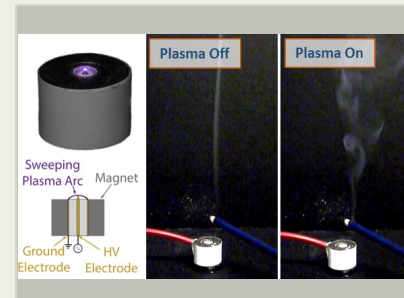 Plasma Off
Plasma On
Sweeping
Plasma Arc
Magnet
Ground
Electrode
HV
Electrode